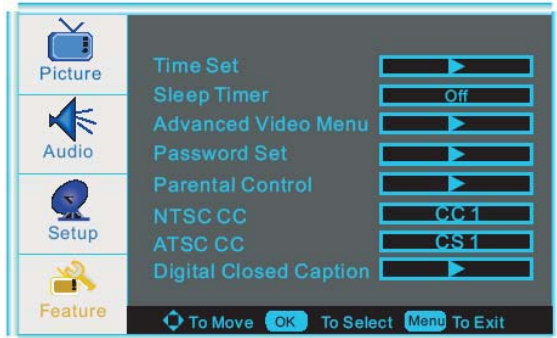 Picture
Audio
Setup
Feature
Time Set
Sleep Timer Off
Advanced Video Menu
Password Set
Parental Control
NTSC CC CC 1
ATSC CC CS 1
Digital Closed Caption
To Move OK To Select Menu To Exit